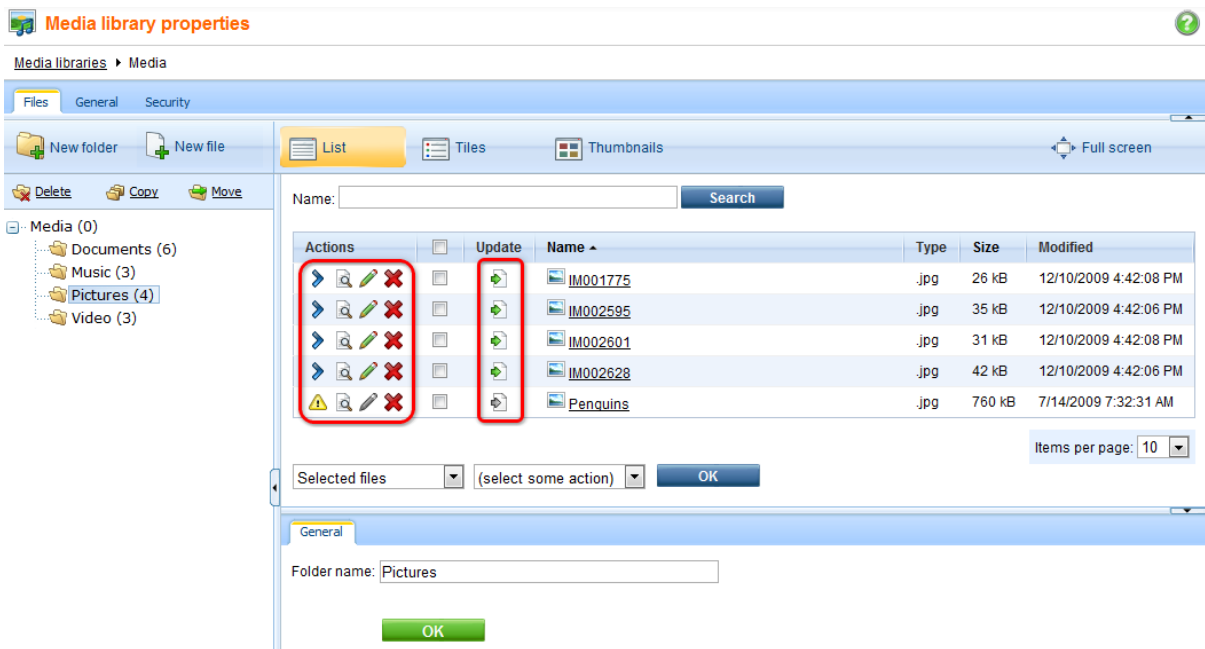 Media library properties
Media libraries Media
Files General Security
New folder New file List Tiles Thumbnails Full screen
Delete Copy Move
Name: Search
Media (0)
Documents (6)
Music (3)
Pictures (4)
Video (3)
Actions Update Name Type Size Modified
IM001775 .jpg 26 kB 12/10/2009 4:42:08 PM
IM002595 .jpg 35 kB 12/10/2009 4:42:06 PM
IM002601 .jpg 31 kB 12/10/2009 4:42:08 PM
IM002628 .jpg 42 kB 12/10/2009 4:42:06 PM
Penguins .jpg 760 kB 7/14/2009 7:32:31 AM
Items per page: 10
Selected files (select some action) OK
General
Folder name: Pictures
OK